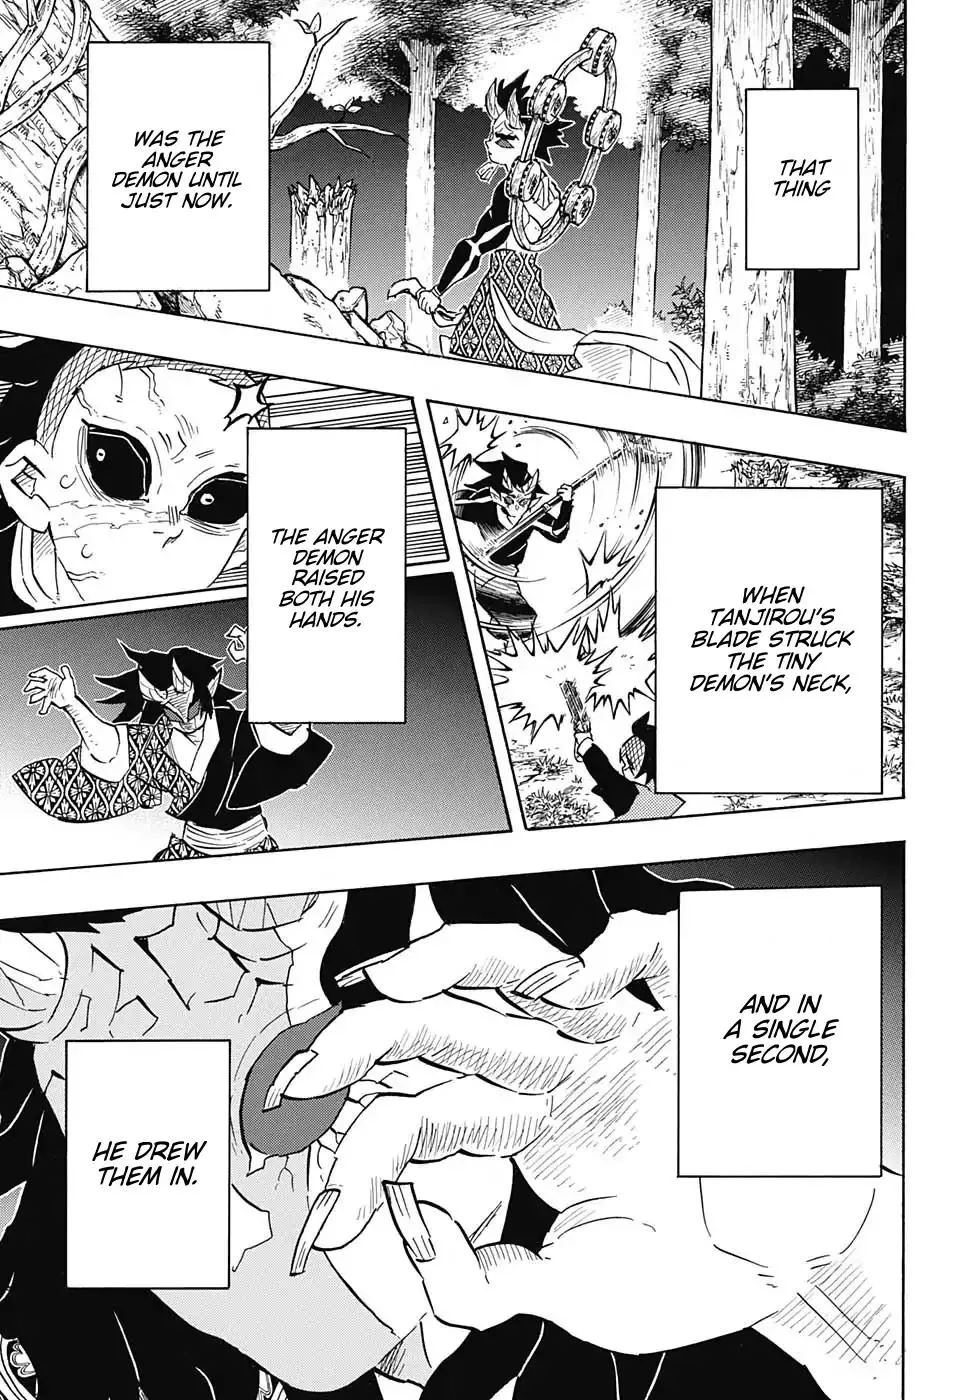 THAT
THING
WAS THE
ANGER
DEMON UNTIL
JUST NOW.
WHEN
TANJIROU'S
BLADE STRUCK
THE TINY
DEMON'S NECK,
THE ANGER
DEMON
RAISED
BOTH HIS
HANDS.
AND IN
A SINGLE
SECOND,
HE DREW
THEM IN.